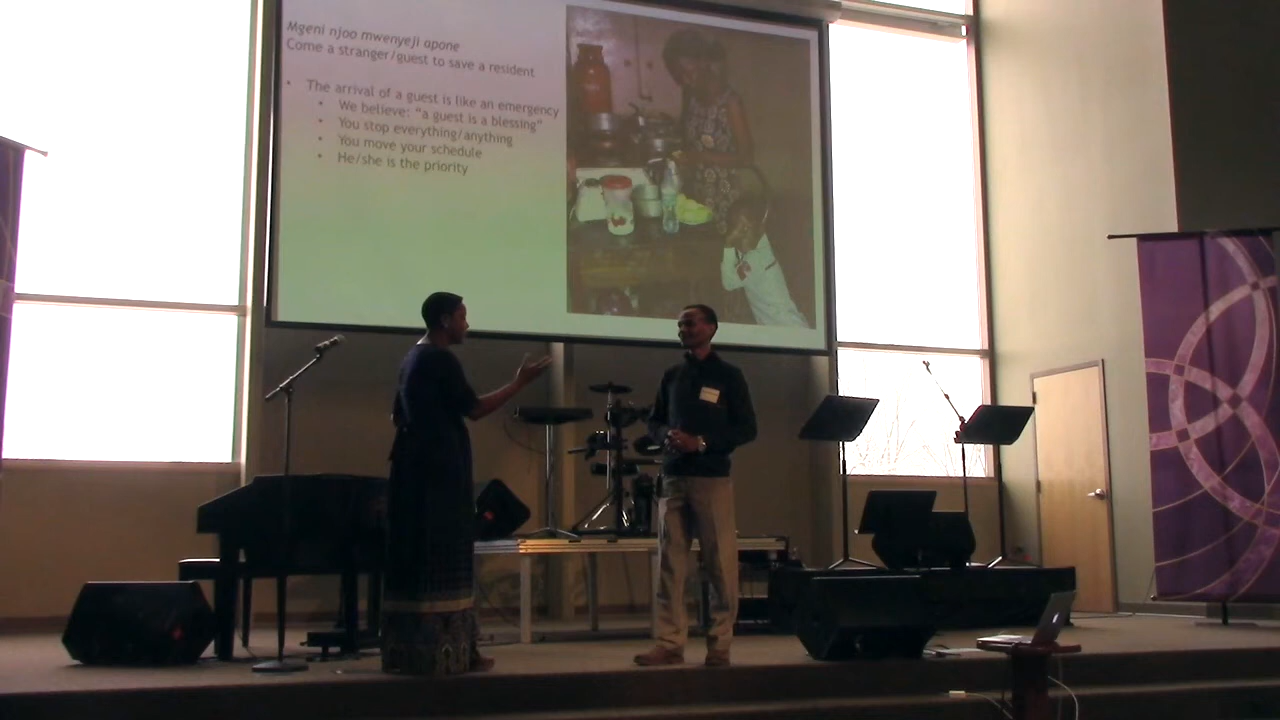 Mgeni njoo mwenyeji apone
Come a stranger/guest to save a resident
• The arrival of a guest is like an emergency
• We believe: "a guest is a blessing"
• You stop everything/anything
• You move your schedule
• He/she is the priority